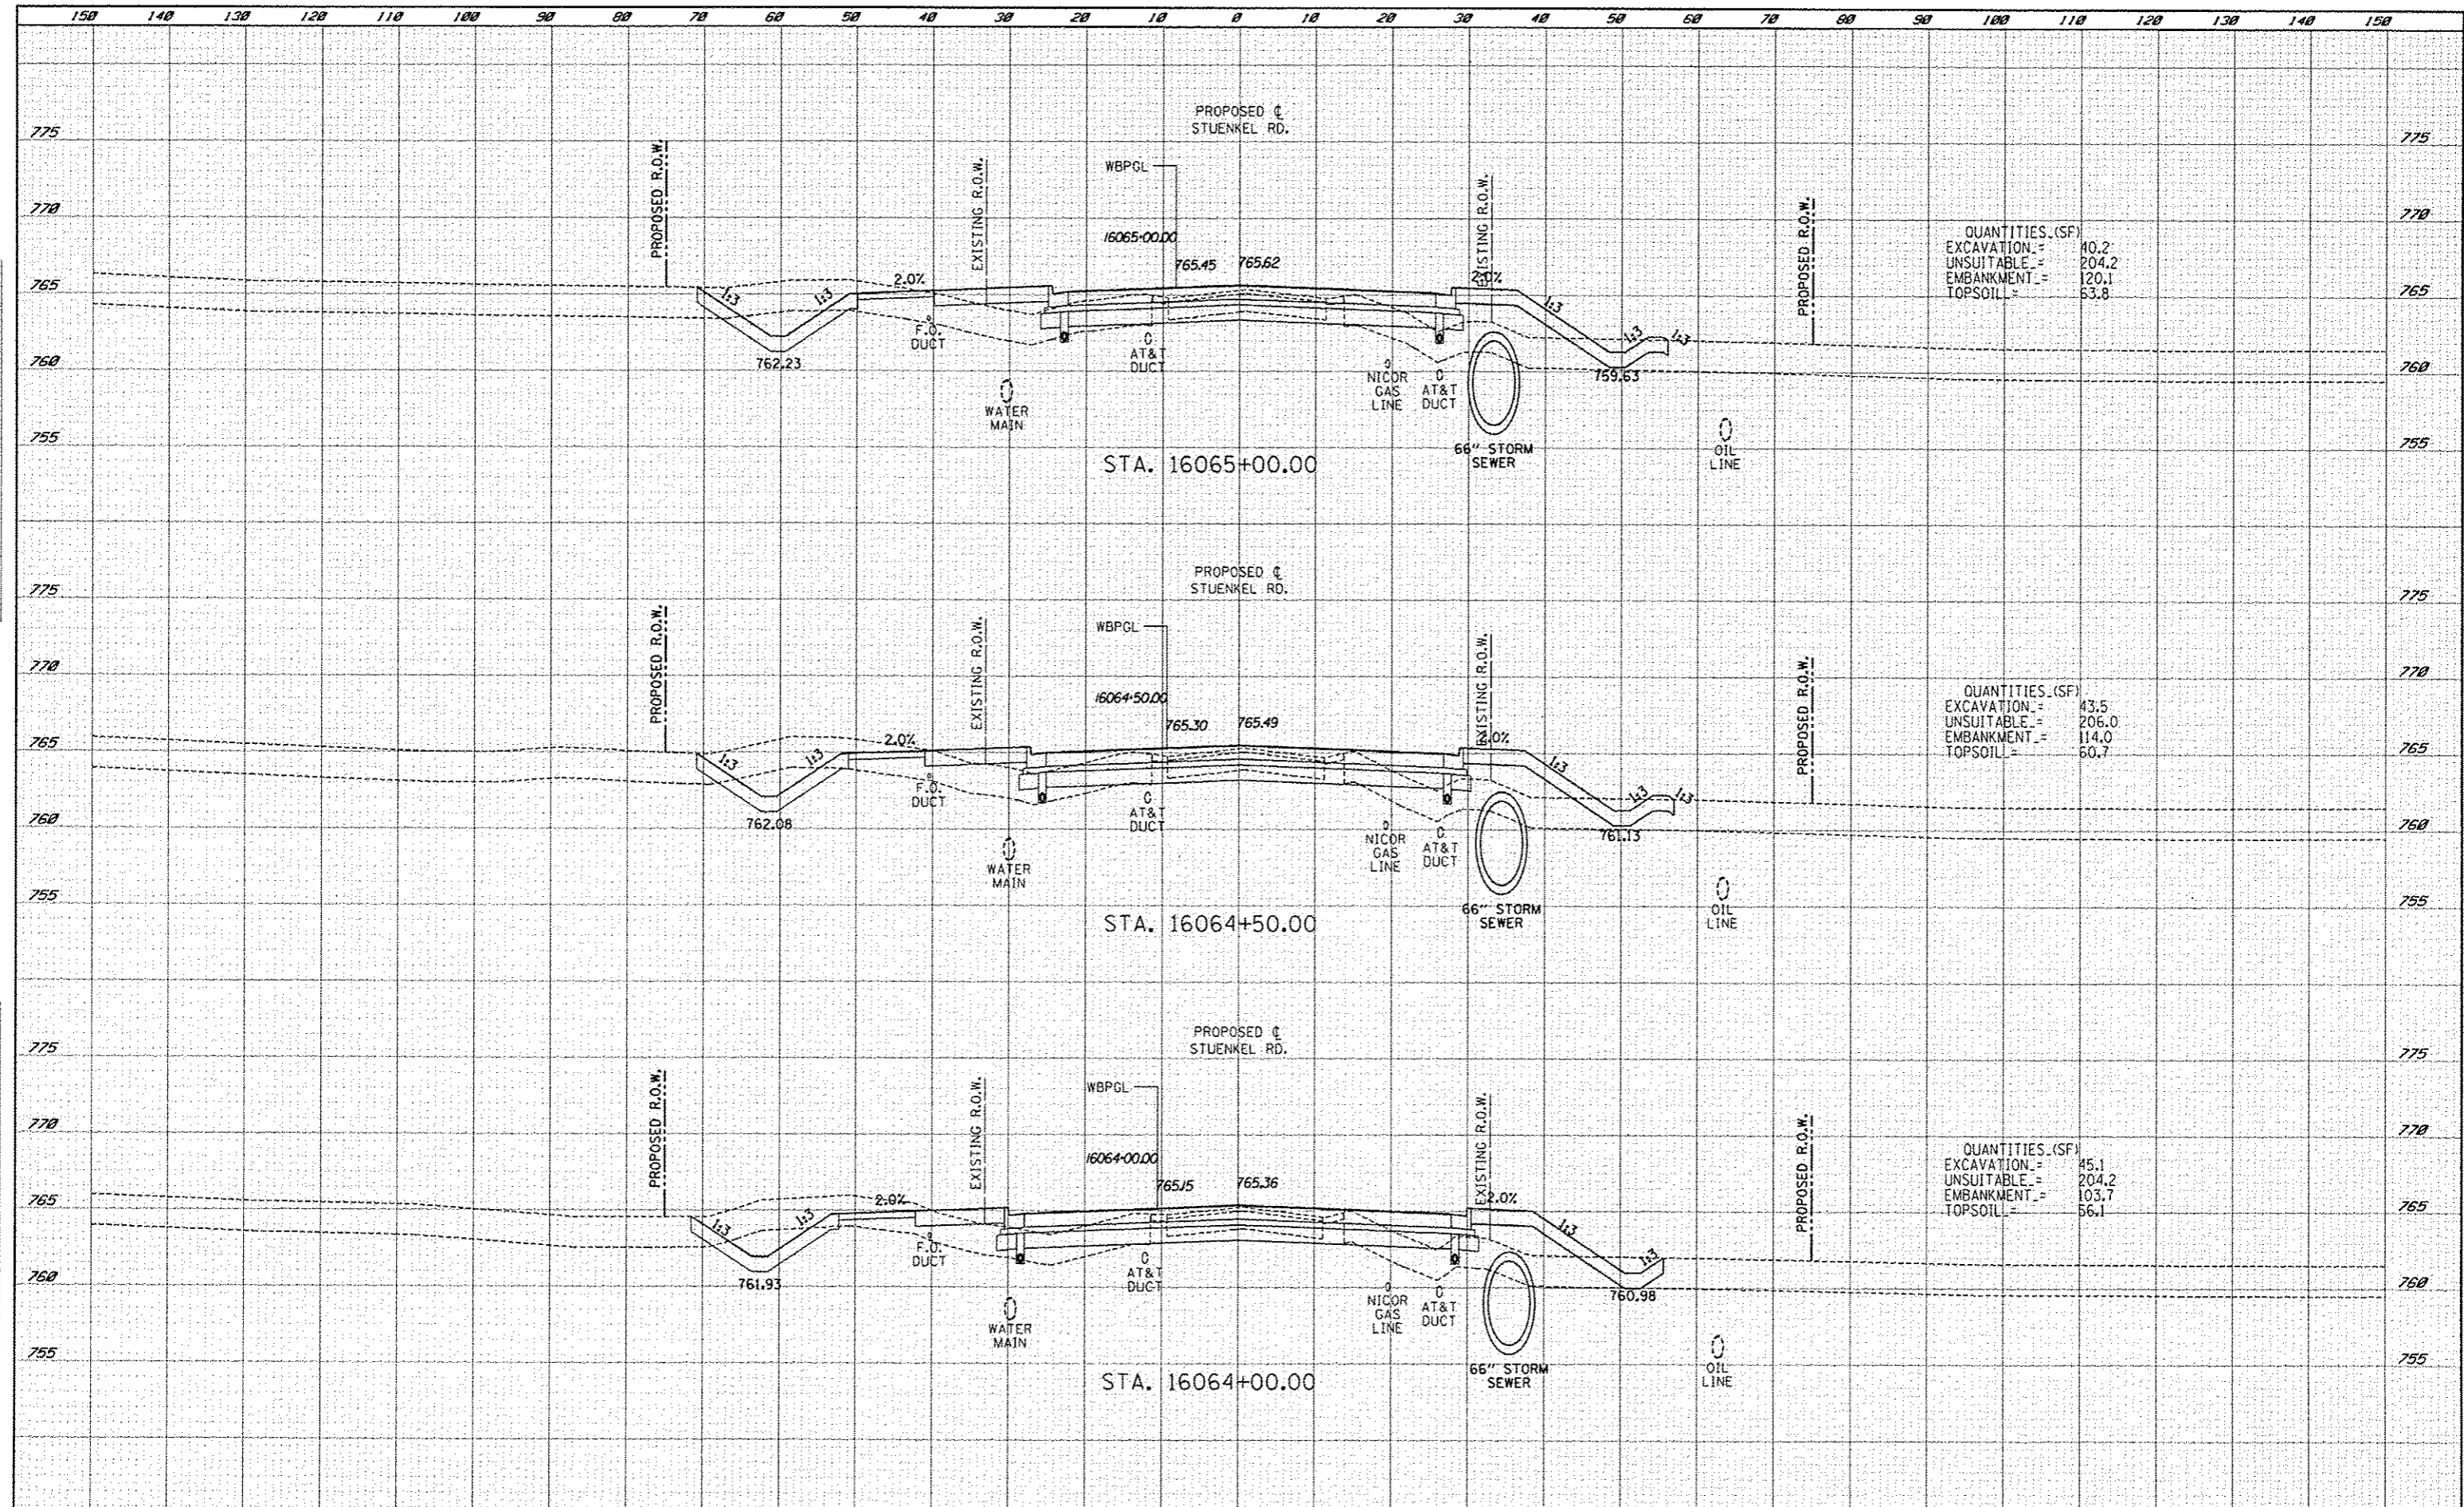 150 140 130 120 110 100 90 80 70 60 50 40 30 20 10 0 10 20 30 40 50 60 70 80 90 100 110 120 130 140 150
PROPOSED ℄
STUENKEL RD.
775 775
PROPOSED R.O.W.
EXISTING R.O.W.
WBPGL
EXISTING R.O.W.
PROPOSED R.O.W.
770 770
16065+00.00
QUANTITIES (SF)
EXCAVATION = 40.2
UNSUITABLE = 204.2
EMBANKMENT = 120.1
TOPSOIL = 63.8
765.45 765.62
765 765
1:3 1:3 2.0% 2.0% 1:3 1:3 1:3
F.O.
DUCT
AT&T
DUCT
762.23
760 760
759.63
NICOR
GAS
LINE
AT&T
DUCT
WATER
MAIN
755 755
66" STORM
SEWER
OIL
LINE
STA. 16065+00.00
PROPOSED ℄
STUENKEL RD.
775 775
PROPOSED R.O.W.
EXISTING R.O.W.
WBPGL
EXISTING R.O.W.
PROPOSED R.O.W.
770 770
16064+50.00
QUANTITIES (SF)
EXCAVATION = 43.5
UNSUITABLE = 206.0
EMBANKMENT = 114.0
TOPSOIL = 60.7
765.30 765.49
765 765
1:3 1:3 2.0% 2.0% 1:3 1:3 1:3
F.O.
DUCT
AT&T
DUCT
762.08
760 760
761.13
NICOR
GAS
LINE
AT&T
DUCT
WATER
MAIN
755 755
66" STORM
SEWER
OIL
LINE
STA. 16064+50.00
PROPOSED ℄
STUENKEL RD.
775 775
PROPOSED R.O.W.
EXISTING R.O.W.
WBPGL
EXISTING R.O.W.
PROPOSED R.O.W.
770 770
16064+00.00
QUANTITIES (SF)
EXCAVATION = 45.1
UNSUITABLE = 204.2
EMBANKMENT = 103.7
TOPSOIL = 56.1
765.15 765.36
765 765
1:3 1:3 2.0% 2.0% 1:3 1:3
F.O.
DUCT
AT&T
DUCT
761.93
760 760
760.98
NICOR
GAS
LINE
AT&T
DUCT
WATER
MAIN
755 755
66" STORM
SEWER
OIL
LINE
STA. 16064+00.00